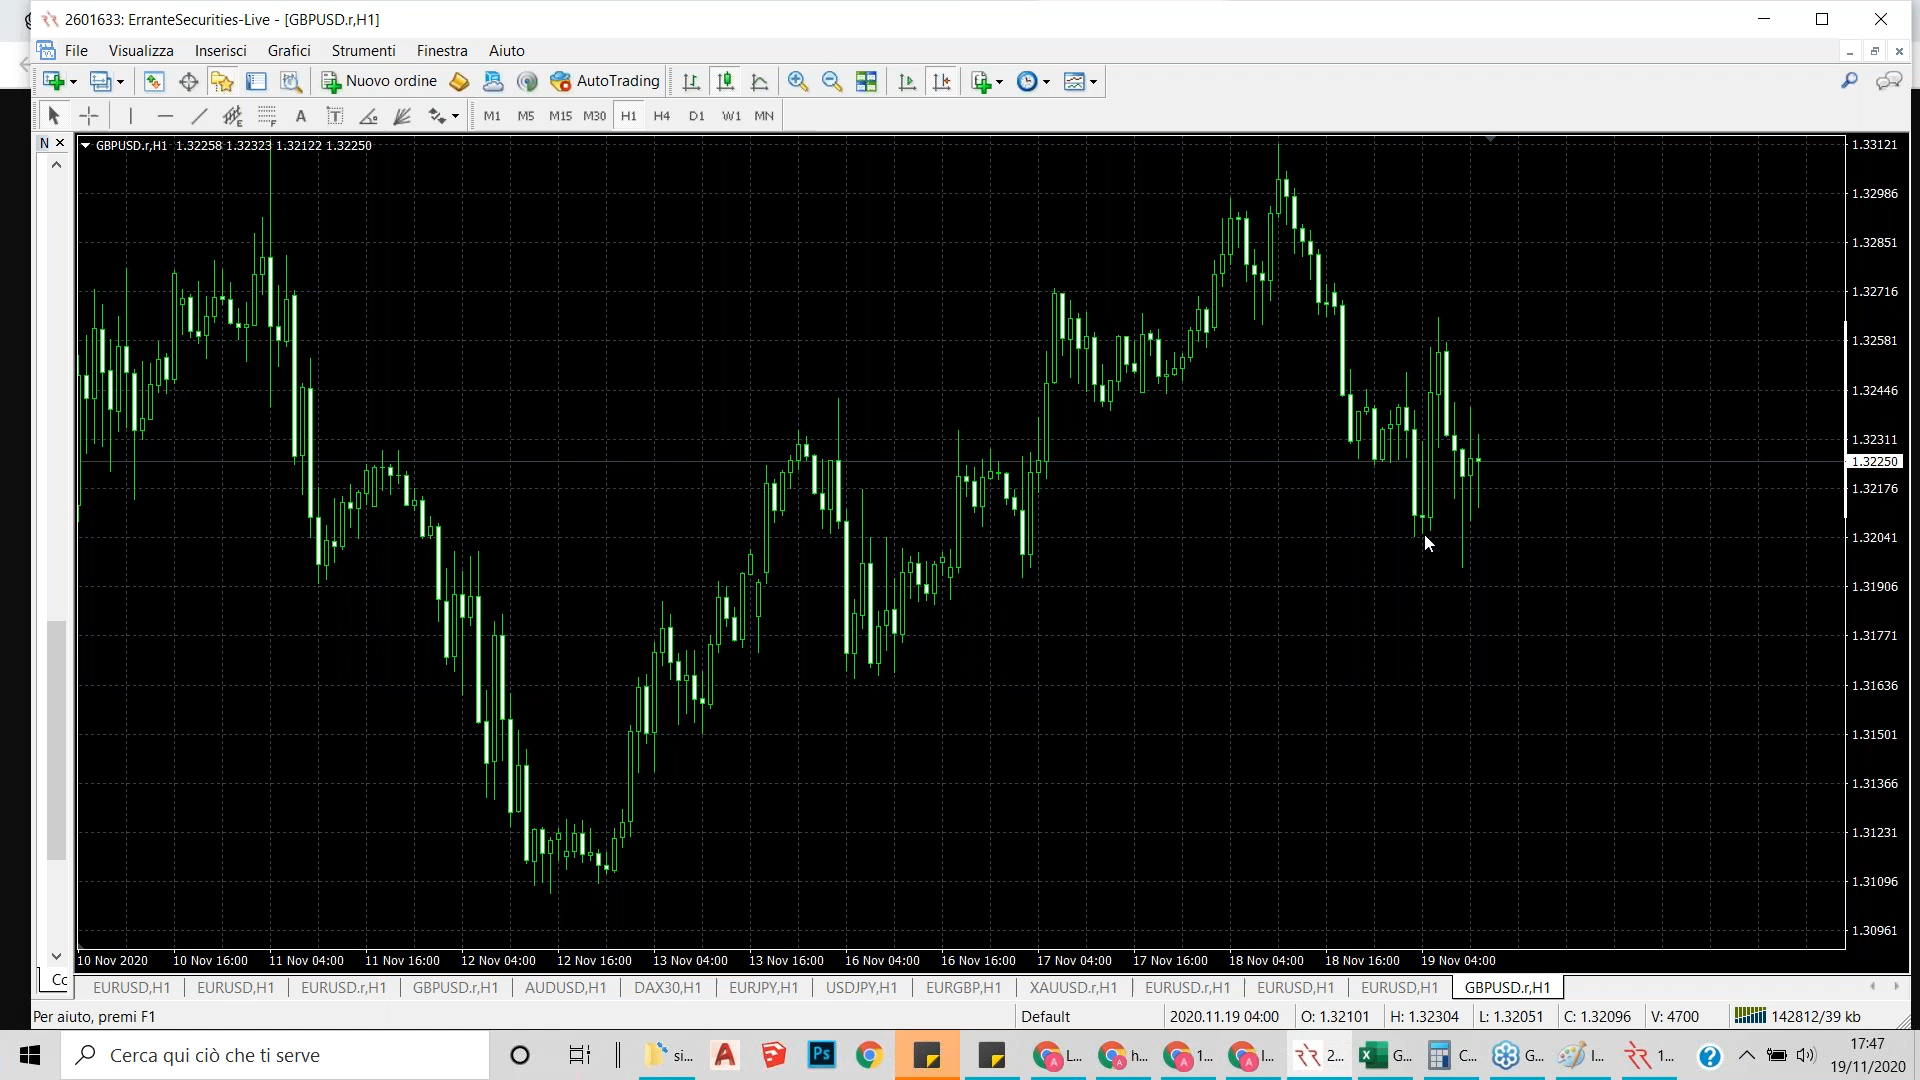 2601633: ErranteSecurities-Live - [GBPUSD.r,H1]
File Visualizza Inserisci Grafici Strumenti Finestra Aiuto
Nuovo ordine AutoTrading
A T M1 M5 M15 M30 H1 H4 D1 W1 MN
N
GBPUSD.r,H1 1.32258 1.32323 1.32122 1.32250
1.33121
1.32986
1.32851
1.32716
1.32581
1.32446
1.32311
1.32250
1.32176
1.32041
1.31906
1.31771
1.31636
1.31501
1.31366
1.31231
1.31096
1.30961
10 Nov 2020 10 Nov 16:00 11 Nov 04:00 11 Nov 16:00 12 Nov 04:00 12 Nov 16:00 13 Nov 04:00 13 Nov 16:00 16 Nov 04:00 16 Nov 16:00 17 Nov 04:00 17 Nov 16:00 18 Nov 04:00 18 Nov 16:00 19 Nov 04:00
Cc EURUSD,H1 EURUSD,H1 EURUSD.r,H1 GBPUSD.r,H1 AUDUSD,H1 DAX30,H1 EURJPY,H1 USDJPY,H1 EURGBP,H1 XAUUSD.r,H1 EURUSD.r,H1 EURUSD,H1 EURUSD,H1 GBPUSD.r,H1
Per aiuto, premi F1 Default 2020.11.19 04:00 O: 1.32101 H: 1.32304 L: 1.32051 C: 1.32096 V: 4700 142812/39 kb
Cerca qui ciò che ti serve si... A Ps L... h... 1... I... 2... G... C... G... I... 1...
17:47
19/11/2020